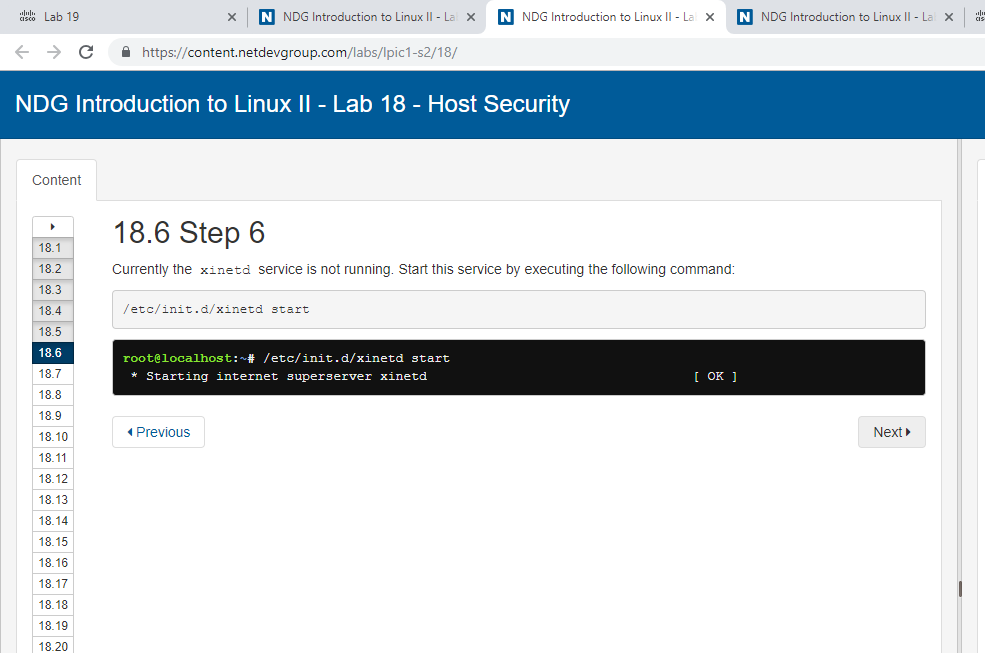 Lab 19
NDG Introduction to Linux II - La
NDG Introduction to Linux II - La
NDG Introduction to Linux II - La
https://content.netdevgroup.com/labs/lpic1-s2/18/
NDG Introduction to Linux II - Lab 18 - Host Security
Content
18.1
18.2
18.3
18.4
18.5
18.6
18.7
18.8
18.9
18.10
18.11
18.12
18.13
18.14
18.15
18.16
18.17
18.18
18.19
18.20
18.6 Step 6
Currently the xinetd service is not running. Start this service by executing the following command:
/etc/init.d/xinetd start
root@localhost:~# /etc/init.d/xinetd start
* Starting internet superserver xinetd [ OK ]
Previous
Next